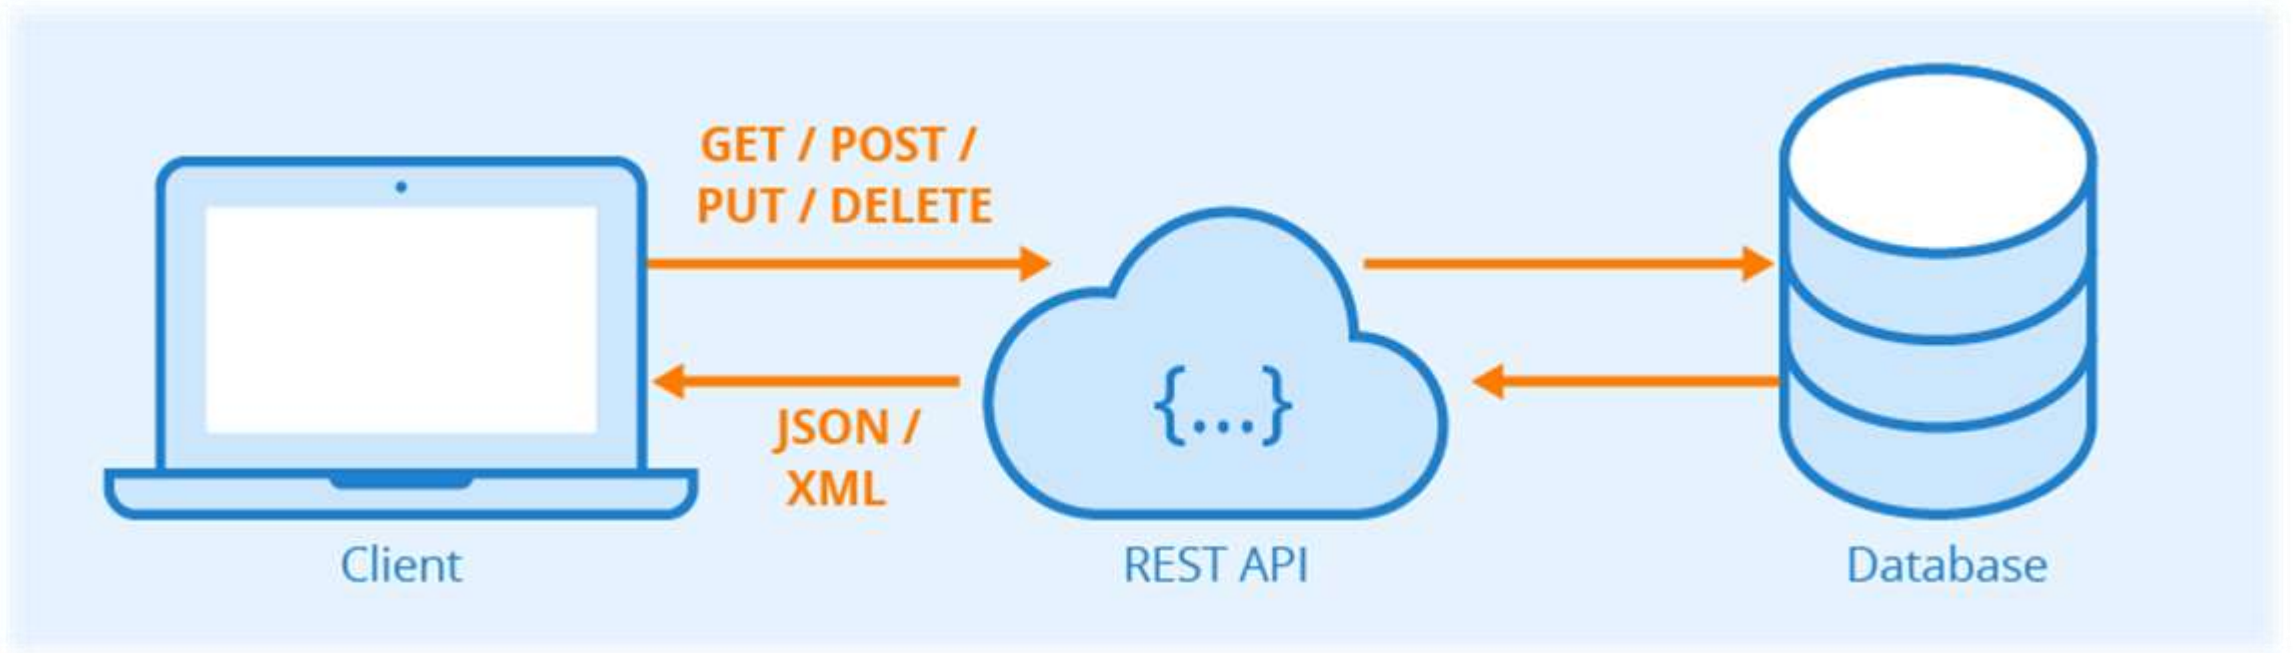 GET / POST /
PUT / DELETE
{...}
JSON /
XML
Client
REST API
Database